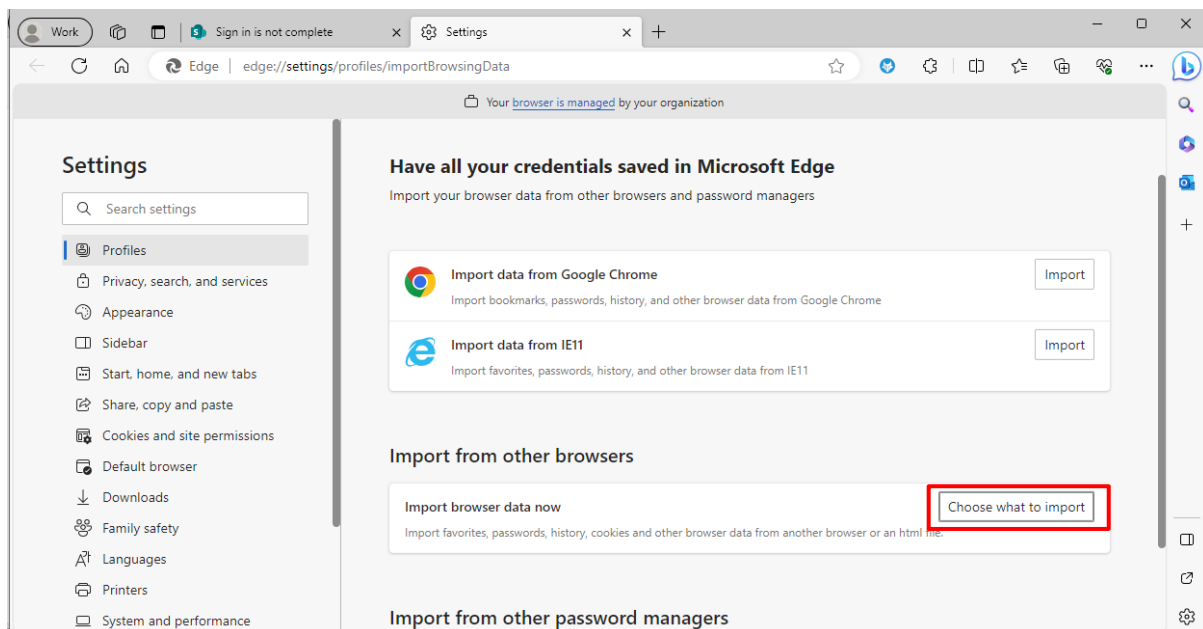 Work
Sign in is not complete
Settings
Edge | edge://settings/profiles/importBrowsingData
Your browser is managed by your organization
Settings
Search settings
Profiles
Privacy, search, and services
Appearance
Sidebar
Start, home, and new tabs
Share, copy and paste
Cookies and site permissions
Default browser
Downloads
Family safety
Languages
Printers
System and performance
Have all your credentials saved in Microsoft Edge
Import your browser data from other browsers and password managers
Import data from Google Chrome
Import
Import bookmarks, passwords, history, and other browser data from Google Chrome
Import data from IE11
Import
Import favorites, passwords, history, and other browser data from IE11
Import from other browsers
Import browser data now
Choose what to import
Import favorites, passwords, history, cookies and other browser data from another browser or an html file.
Import from other password managers